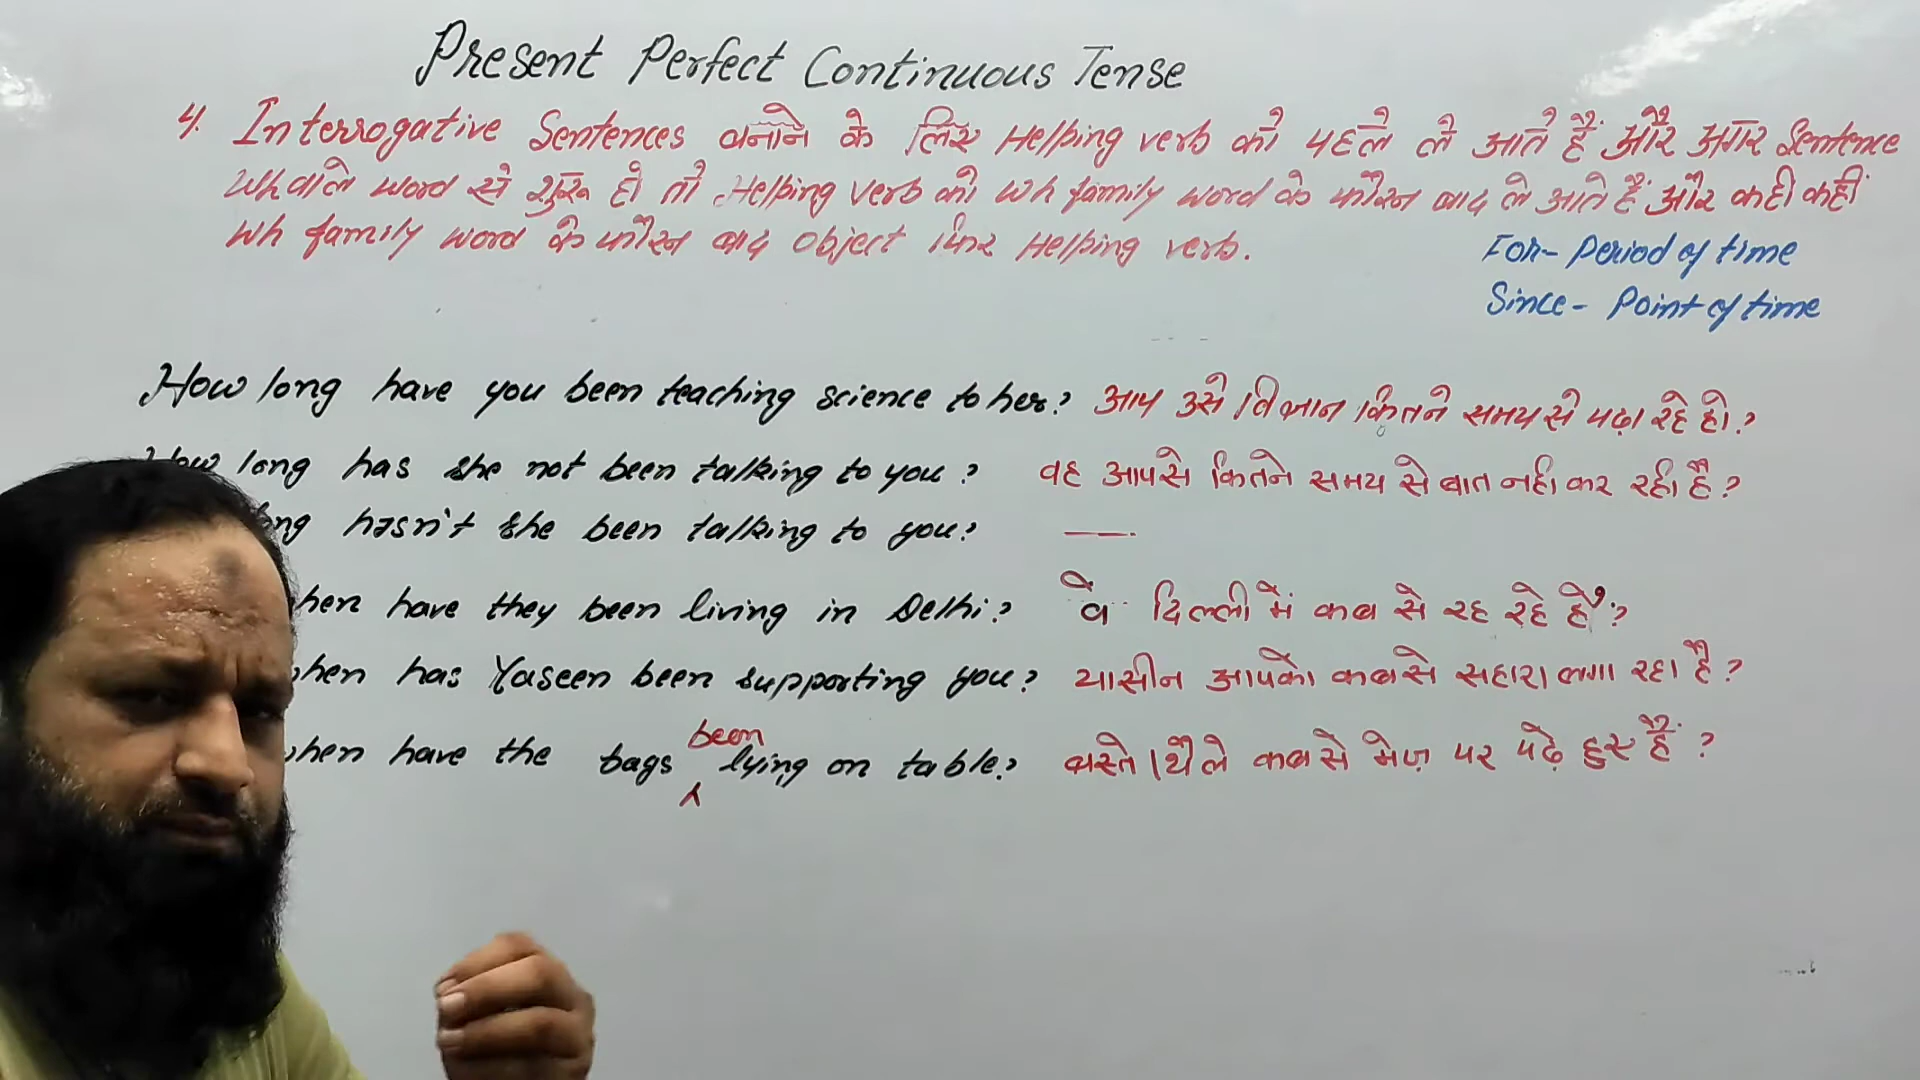 Present Perfect Continuous Tense
4. Interrogative Sentences बनाने के लिए Helping verb को पहले ले आते हैं और अगर Sentence
Wh वाले word से शुरू हो तो Helping verb को Wh family word के फौरन बाद ले आते हैं और कही कहीं
Wh family word के फौरन बाद Object फिर Helping verb.
For- Period of time
Since- Point of time
How long have you been teaching science to her? आप उसे विज्ञान कितने समय से पढ़ा रहे हो?
How long has she not been talking to you? वह आपसे कितने समय से बात नहीं कर रही है?
hasn't she been talking to you?
have they been living in Delhi? वे दिल्ली में कब से रह रहे हैं?
has Yaseen been supporting you? यासीन आपको कब से सहारा लगा रहा है?
have the bags been lying on table? बस्ते/थैले कब से मेज़ पर पढ़े हुए हैं?